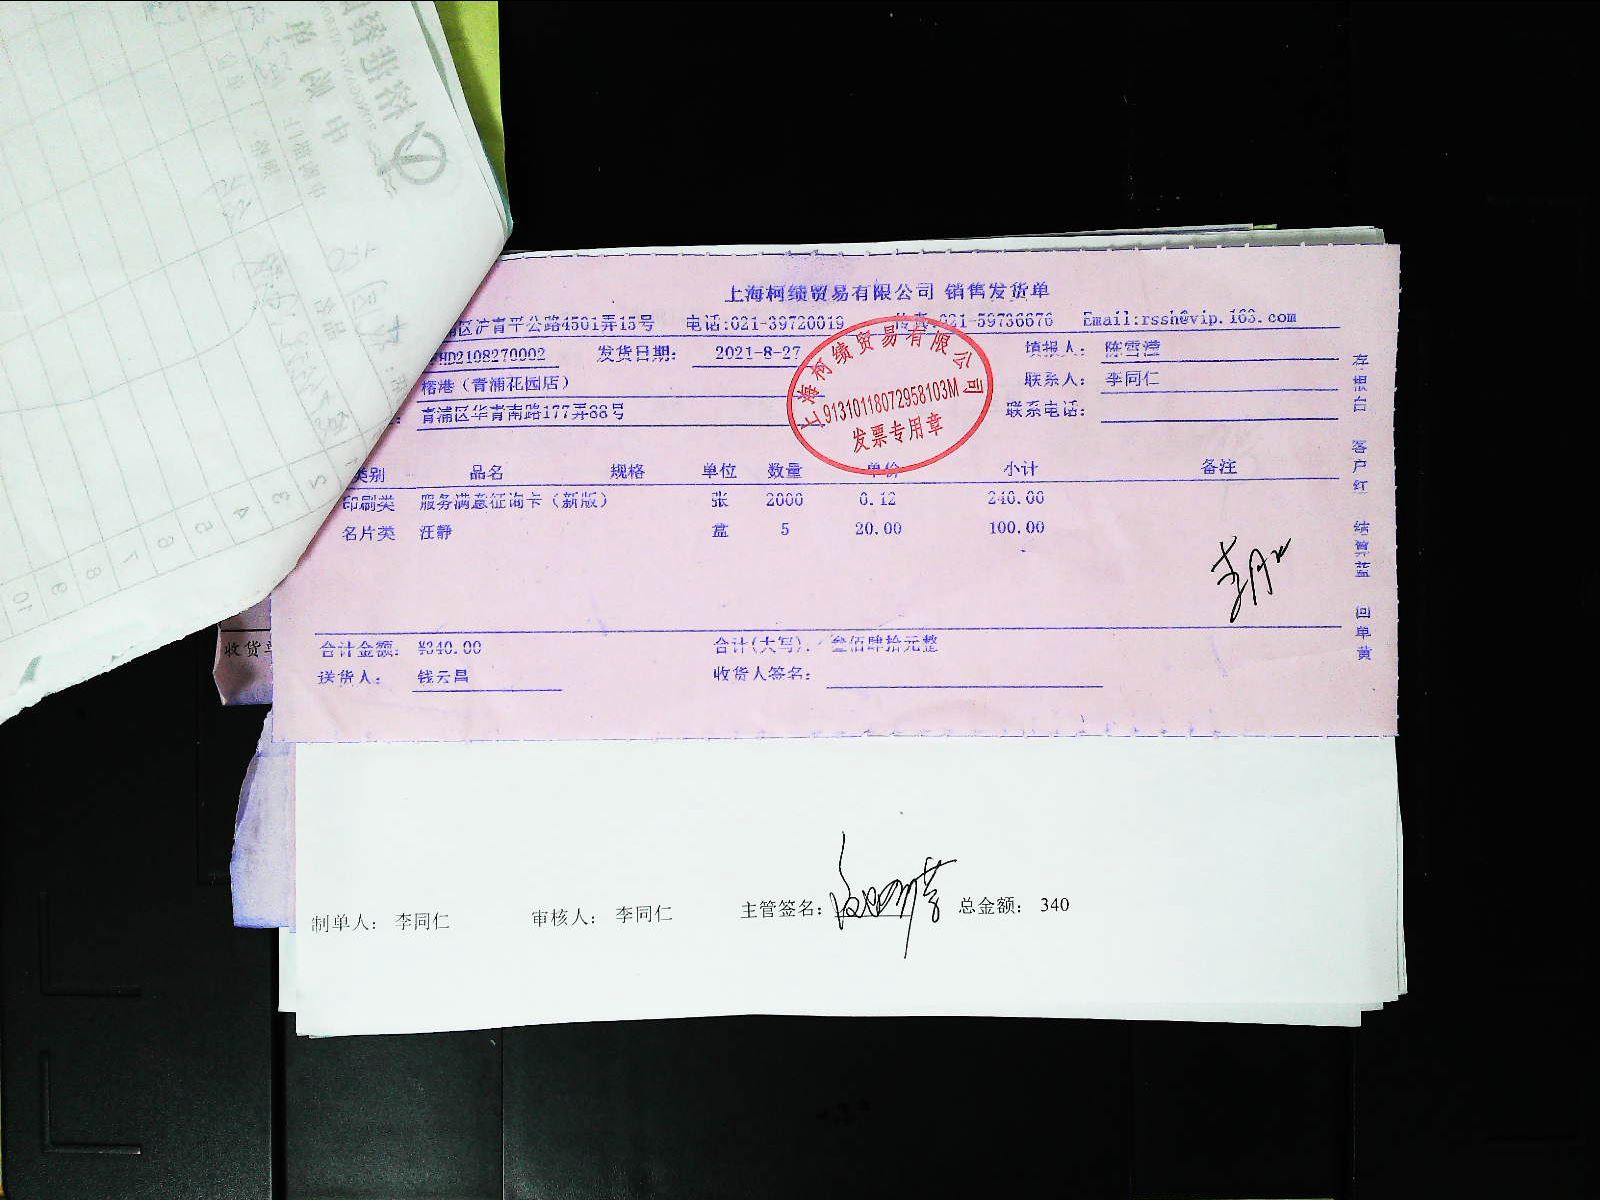 上海柯绩贸易有限公司 销售发货单
浦区沪青平公路4501弄15号 电话:021-39720019 传真:021-59736676 Email:rssh@vip.163.com
HD2108270002 发货日期: 2021-8-27 填报人: 陈雪滢
榕港（青浦花园店） 联系人: 李同仁
青浦区华青南路177弄88号 联系电话:
上海柯绩贸易有限公司
91310118072958103M
发票专用章
类别 品名 规格 单位 数量 单价 小计 备注
印刷类 服务满意征询卡（新版） 张 2000 0.12 240.00
名片类 汪静 盒 5 20.00 100.00
合计金额: ¥340.00 合计(大写): 叁佰肆拾元整
送货人: 钱云昌 收货人签名:
存根白 客户红 结算蓝 回单黄
收货
制单人: 李同仁 审核人: 李同仁 主管签名: 总金额: 340